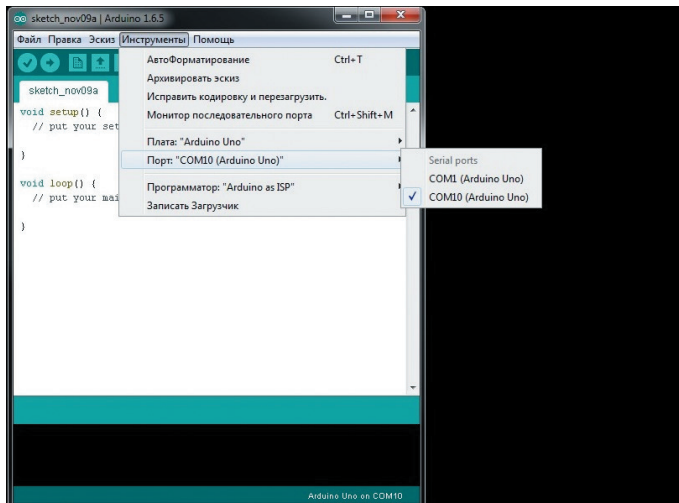 sketch_nov09a | Arduino 1.6.5
Файл Правка Эскиз Инструменты Помощь
sketch_nov09a
АвтоФорматирование Ctrl+T
Архивировать эскиз
Исправить кодировку и перезагрузить.
Монитор последовательного порта Ctrl+Shift+M
Плата: "Arduino Uno"
Порт: "COM10 (Arduino Uno)"
Программатор: "Arduino as ISP"
Записать Загрузчик
Serial ports
COM1 (Arduino Uno)
COM10 (Arduino Uno)
void setup() {
// put your set
}
void loop() {
// put your mai
}
Arduino Uno on COM10